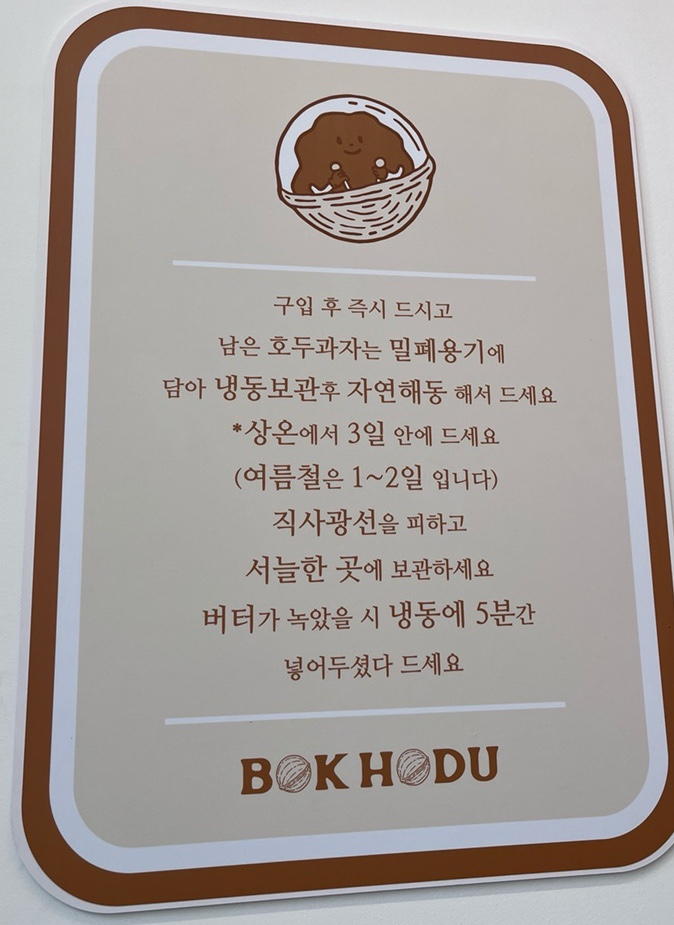 구입 후 즉시 드시고
남은 호두과자는 밀폐용기에
담아 냉동보관후 자연해동 해서 드세요
*상온에서 3일 안에 드세요
(여름철은 1~2일 입니다)
직사광선을 피하고
서늘한 곳에 보관하세요
버터가 녹았을 시 냉동에 5분간
넣어두셨다 드세요
BOK HODU